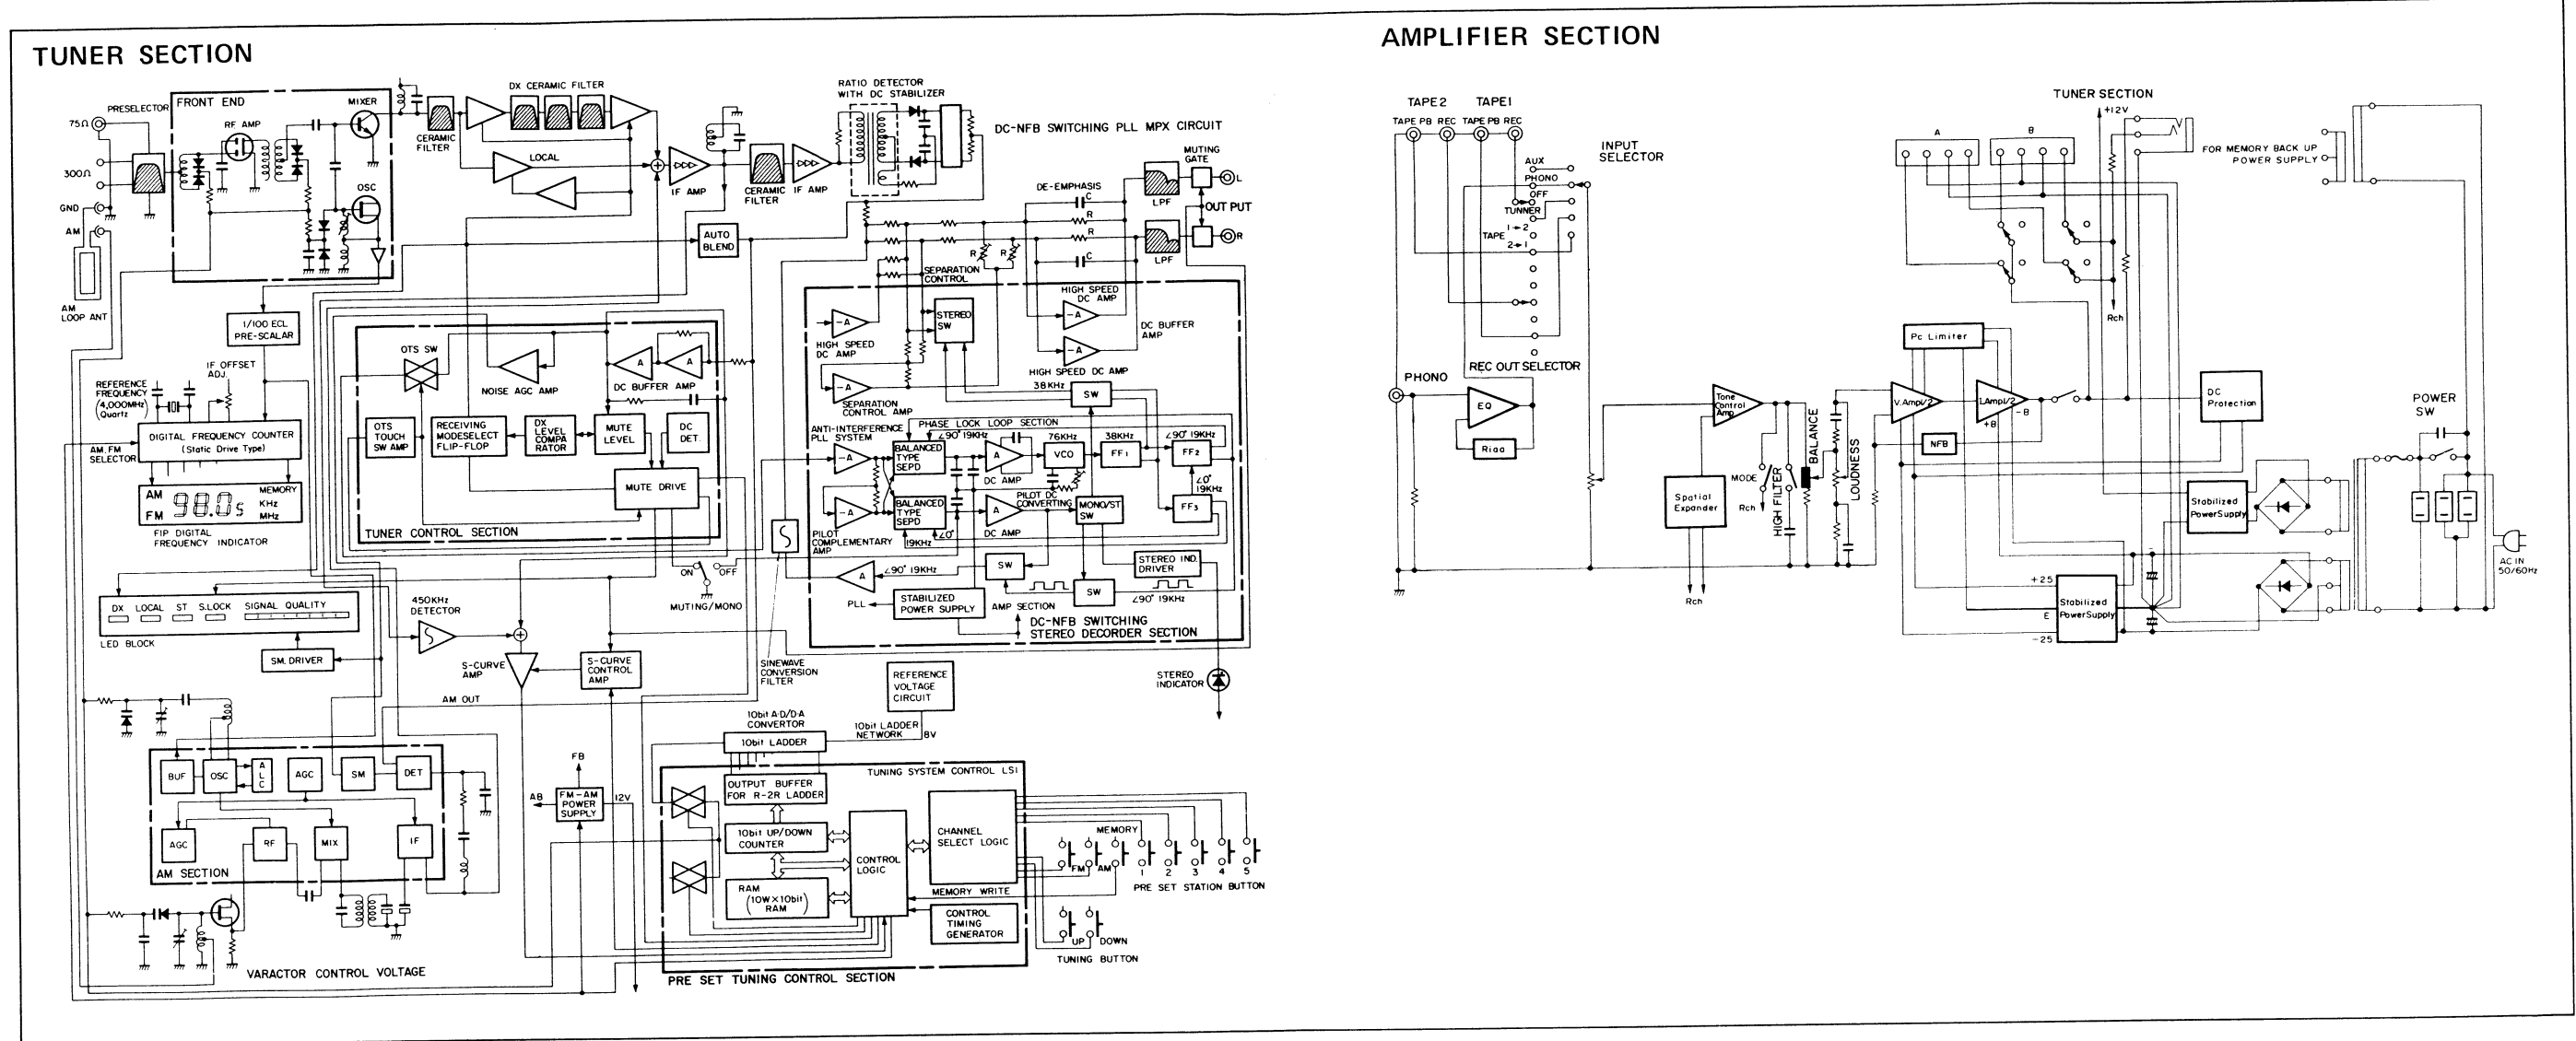 TUNER SECTION
PRESELECTOR
75Ω
300Ω
GND
AM
AM
LOOP ANT
FRONT END
RF AMP
MIXER
OSC
CERAMIC
FILTER
DX CERAMIC FILTER
LOCAL
IF AMP
CERAMIC
FILTER
IF AMP
RATIO DETECTOR
WITH DC STABILIZER
DC-NFB SWITCHING PLL MPX CIRCUIT
MUTING
GATE
DE-EMPHASIS
C
R
R
C
LPF
LPF
L
OUT PUT
R
AUTO
BLEND
R
R
SEPARATION
CONTROL
1/100 ECL
PRE-SCALAR
IF OFFSET
ADJ.
REFERENCE
FREQUENCY
(4,000MHz)
Quartz
DIGITAL FREQUENCY COUNTER
(Static Drive Type)
AM, FM
SELECTOR
AM
FM
98.05
MEMORY
KHz
MHz
FIP DIGITAL
FREQUENCY INDICATOR
OTS SW
NOISE AGC AMP
A
A
DC BUFFER AMP
OTS
TOUCH
SW AMP
RECEIVING
MODESELECT
FLIP-FLOP
DX
LEVEL
COMPA
RATOR
MUTE
LEVEL
DC
DET.
MUTE DRIVE
TUNER CONTROL SECTION
ON
OFF
MUTING/MONO
-A
HIGH SPEED
DC AMP
STEREO
SW
HIGH SPEED
DC AMP
-A
DC BUFFER
AMP
-A
HIGH SPEED DC AMP
-A
SEPARATION
CONTROL AMP
38KHz
SW
ANTI-INTERFERENCE
PLL SYSTEM
PHASE LOCK LOOP SECTION
∠90° 19KHz
-A
BALANCED
TYPE
SEPD
A
DC AMP
76KHz
VCO
38KHz
FF1
∠90° 19KHz
FF2
∠0°
19KHz
FF3
-A
PILOT
COMPLEMENTARY
AMP
BALANCED
TYPE
SEPD
19KHz
∠0°
A
DC AMP
PILOT DC
CONVERTING
MONO/ST
SW
A
∠90° 19KHz
SW
SW
STEREO IND.
DRIVER
∠90° 19KHz
PLL
STABILIZED
POWER SUPPLY
AMP SECTION
DC-NFB SWITCHING
STEREO DECORDER SECTION
SINEWAVE
CONVERSION
FILTER
STEREO
INDICATOR
DX LOCAL ST S.LOCK SIGNAL QUALITY
LED BLOCK
SM. DRIVER
450KHz
DETECTOR
S-CURVE
AMP
S-CURVE
CONTROL
AMP
AM OUT
BUF
OSC
A
L
C
AGC
SM
DET
AGC
RF
MIX
IF
AM SECTION
VARACTOR CONTROL VOLTAGE
FB
AB
FM-AM
POWER
SUPPLY
12V
REFERENCE
VOLTAGE
CIRCUIT
10bit A·D/D·A
CONVERTOR
10bit LADDER
10bit LADDER
NETWORK
8V
OUTPUT BUFFER
FOR R-2R LADDER
10bit UP/DOWN
COUNTER
RAM
(10W×10bit)
RAM
CONTROL
LOGIC
TUNING SYSTEM CONTROL LSI
CHANNEL
SELECT LOGIC
MEMORY WRITE
CONTROL
TIMING
GENERATOR
PRE SET TUNING CONTROL SECTION
MEMORY
FM
AM
1
2
3
4
5
PRE SET STATION BUTTON
UP
DOWN
TUNING BUTTON
AMPLIFIER SECTION
TAPE2
TAPE1
TAPE PB REC
TAPE PB REC
INPUT
SELECTOR
AUX
PHONO
OFF
TUNNER
1→2
TAPE
2→1
PHONO
REC OUT SELECTOR
EQ
Riaa
Tone
Control
Amp
Spatial
Expander
Rch
MODE
Rch
HIGH FILTER
BALANCE
LOUDNESS
Pc Limiter
V.Ampl/2
I.Ampl/2
-B
+B
NFB
TUNER SECTION
+12V
A
B
Rch
FOR MEMORY BACK UP
POWER SUPPLY
DC
Protection
Stabilized
PowerSupply
+25
E
-25
Stabilized
PowerSupply
POWER
SW
AC IN
50/60Hz